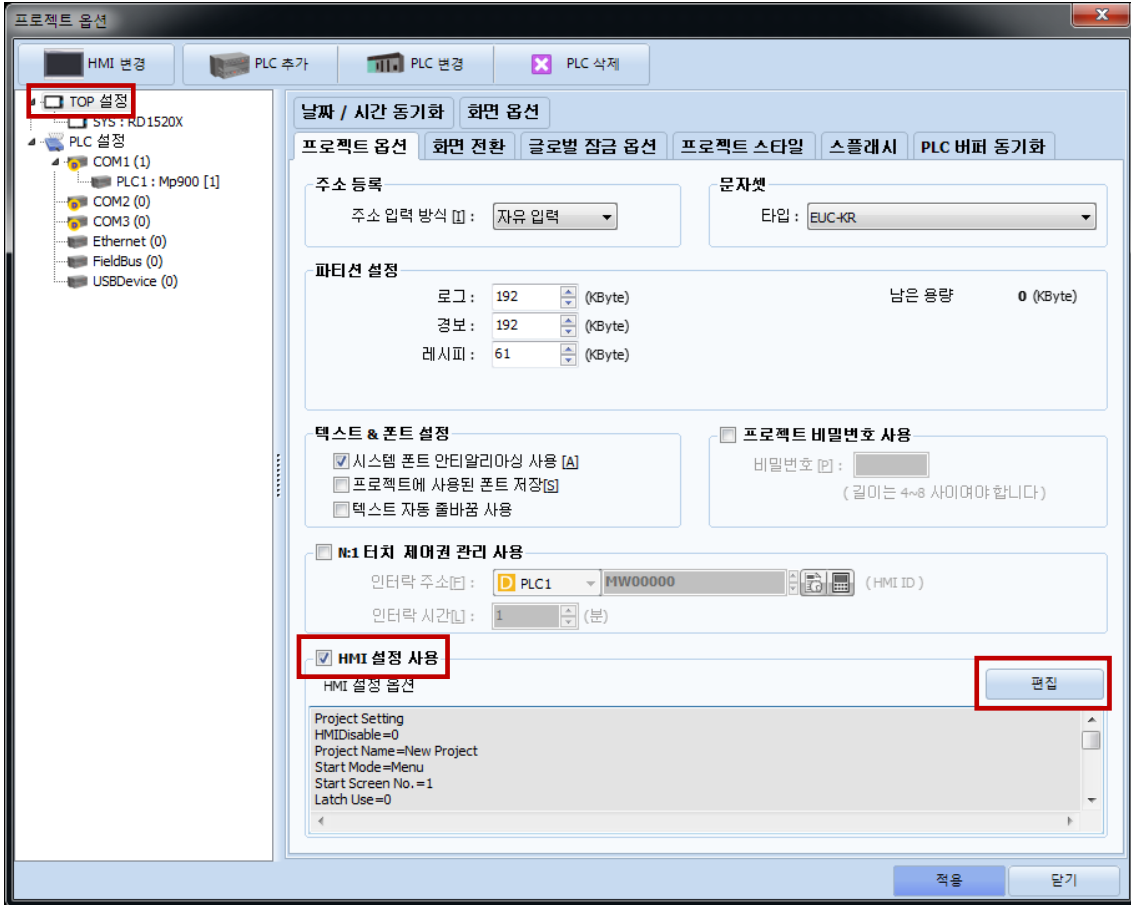 프로젝트 옵션
HMI 변경
PLC 추가
PLC 변경
PLC 삭제
TOP 설정
SYS : RD1520X
PLC 설정
COM1 (1)
PLC1 : Mp900 [1]
COM2 (0)
COM3 (0)
Ethernet (0)
FieldBus (0)
USBDevice (0)
날짜 / 시간 동기화 화면 옵션
프로젝트 옵션 화면 전환 글로벌 잠금 옵션 프로젝트 스타일 스플래시 PLC 버퍼 동기화
주소 등록
주소 입력 방식 [I] : 자유 입력
문자셋
타입 : EUC-KR
파티션 설정
로그 : 192 (KByte)
남은 용량 0 (KByte)
경보 : 192 (KByte)
레시피 : 61 (KByte)
텍스트 & 폰트 설정
시스템 폰트 안티알리아싱 사용 [A]
프로젝트에 사용된 폰트 저장[S]
텍스트 자동 줄바꿈 사용
프로젝트 비밀번호 사용
비밀번호 [P] :
( 길이는 4~8 사이여야 합니다 )
N:1 터치 제어권 관리 사용
인터락 주소[F] : D PLC1 MW00000 ( HMI ID )
인터락 시간[L] : 1 (분)
HMI 설정 사용
HMI 설정 옵션
편집
Project Setting
HMIDisable=0
Project Name=New Project
Start Mode=Menu
Start Screen No.=1
Latch Use=0
적용 닫기